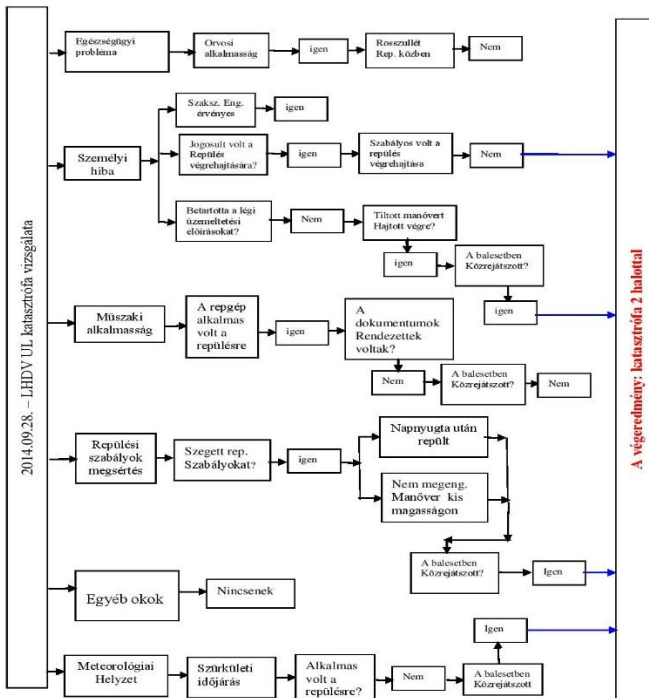 2014.09.28. – LHDV UL katasztrófa vizsgálata
Egészségügyi
probléma
Orvosi
alkalmasság
igen
Rosszullét
Rep. közben
Nem
Személyi
hiba
Szaksz. Eng.
érvényes
igen
Jogosult volt a
Repülés
végrehajtására?
igen
Szabályos volt a
repülés
végrehajtása
Nem
Betartotta a légi
üzemeltetési
előírásokat?
Nem
Tiltott manővert
Hajtott végre?
igen
A balesetben
Közrejátszott?
igen
Műszaki
alkalmasság
A repgép
alkalmas
volt a
repülésre
igen
A
dokumentumok
Rendezettek
voltak?
Nem
A balesetben
Közrejátszott?
Nem
Repülési
szabályok
megsértés
Szegett rep.
Szabályokat?
igen
Napnyugta után
repült
Nem megeng.
Manőver kis
magasságon
A balesetben
Közrejátszott?
Igen
Egyéb okok
Nincsenek
Meteorológiai
Helyzet
Szürkületi
időjárás
Alkalmas
volt a
repülésre?
Nem
A balesetben
Közrejátszott
Igen
A végeredmény: katasztrófa 2 halottal